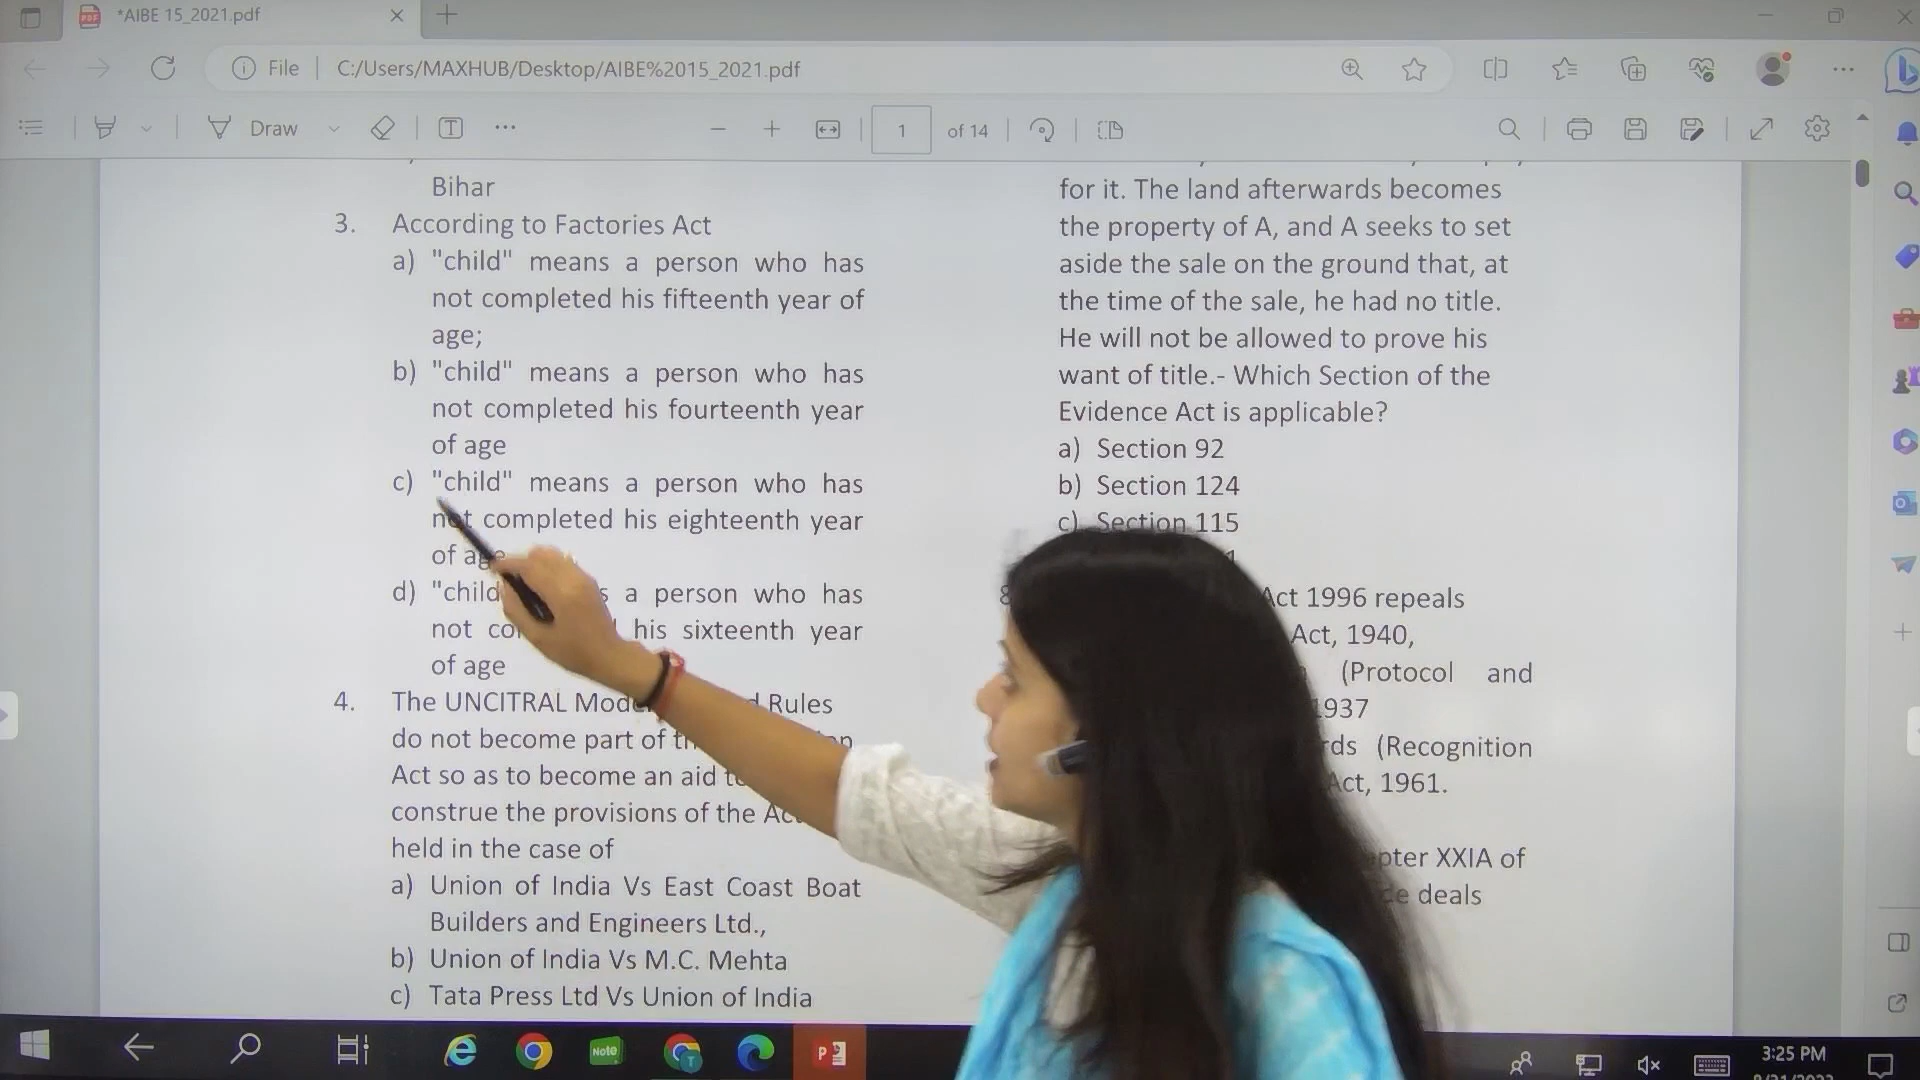 *AIBE 15_2021.pdf
File
C:/Users/MAXHUB/Desktop/AIBE%2015_2021.pdf
Draw
1 of 14
Bihar
3. According to Factories Act
a) "child" means a person who has
not completed his fifteenth year of
age;
b) "child" means a person who has
not completed his fourteenth year
of age
c) "child" means a person who has
not completed his eighteenth year
of age
d) "child a person who has
not his sixteenth year
of age
4. The UNCITRAL Rules
do not become part of
Act so as to become an aid
construe the provisions of the
held in the case of
a) Union of India Vs East Coast Boat
Builders and Engineers Ltd.,
b) Union of India Vs M.C. Mehta
c) Tata Press Ltd Vs Union of India
for it. The land afterwards becomes
the property of A, and A seeks to set
aside the sale on the ground that, at
the time of the sale, he had no title.
He will not be allowed to prove his
want of title.- Which Section of the
Evidence Act is applicable?
a) Section 92
b) Section 124
c) Section 115
Act 1996 repeals
Act, 1940,
(Protocol and
1937
(Recognition
Act, 1961.
XXIA of
deals
Note
3:25 PM